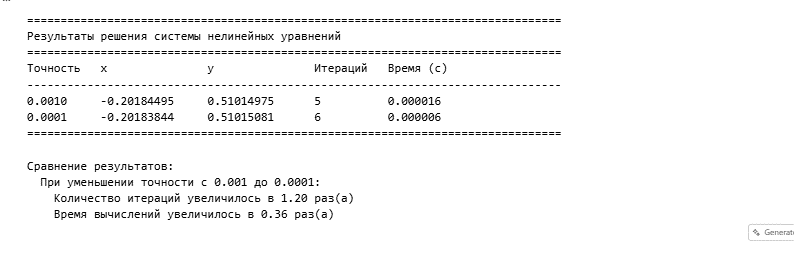 ================================================================================
Результаты решения системы нелинейных уравнений
================================================================================
Точность x y Итераций Время (с)
--------------------------------------------------------------------------------
0.0010 -0.20184495 0.51014975 5 0.000016
0.0001 -0.20183844 0.51015081 6 0.000006
================================================================================
Сравнение результатов:
При уменьшении точности с 0.001 до 0.0001:
Количество итераций увеличилось в 1.20 раз(а)
Время вычислений увеличилось в 0.36 раз(а)